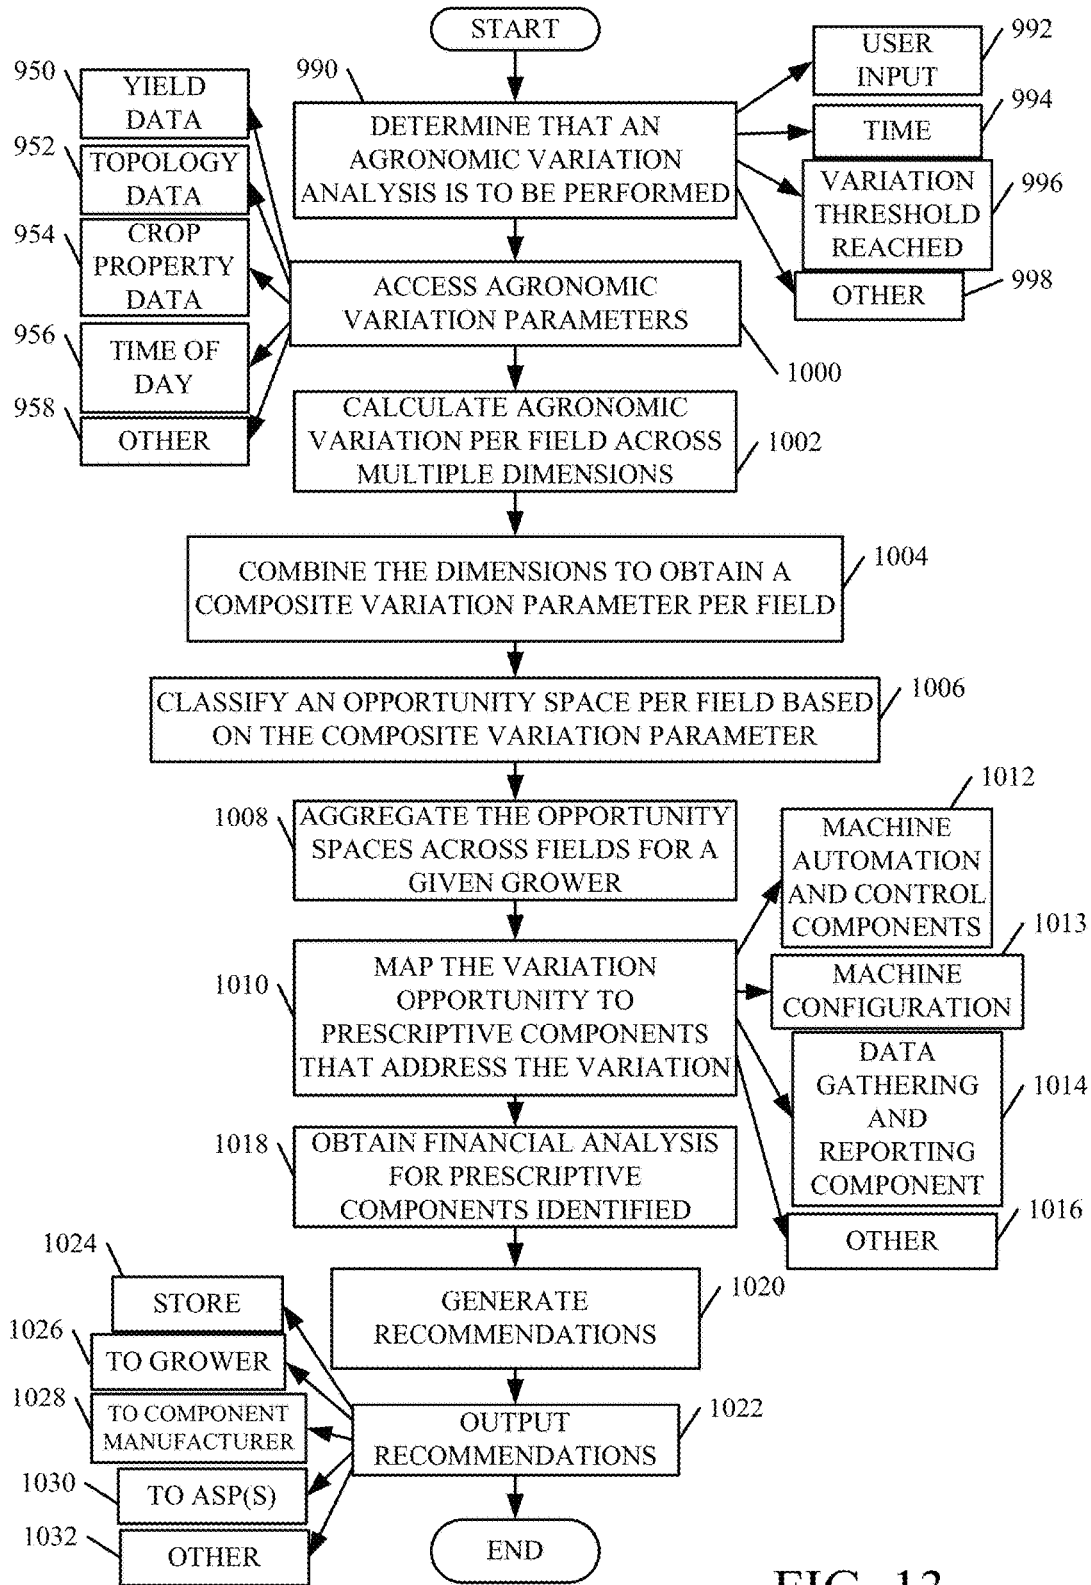 START
990
DETERMINE THAT AN
AGRONOMIC VARIATION
ANALYSIS IS TO BE PERFORMED
USER
INPUT
992
TIME
994
VARIATION
THRESHOLD
REACHED
996
OTHER
998
950
YIELD
DATA
952
TOPOLOGY
DATA
954
CROP
PROPERTY
DATA
956
TIME OF
DAY
958
OTHER
ACCESS AGRONOMIC
VARIATION PARAMETERS
1000
CALCULATE AGRONOMIC
VARIATION PER FIELD ACROSS
MULTIPLE DIMENSIONS
1002
COMBINE THE DIMENSIONS TO OBTAIN A
COMPOSITE VARIATION PARAMETER PER FIELD
1004
CLASSIFY AN OPPORTUNITY SPACE PER FIELD BASED
ON THE COMPOSITE VARIATION PARAMETER
1006
1008
AGGREGATE THE OPPORTUNITY
SPACES ACROSS FIELDS FOR A
GIVEN GROWER
1010
MAP THE VARIATION
OPPORTUNITY TO
PRESCRIPTIVE COMPONENTS
THAT ADDRESS THE VARIATION
1012
MACHINE
AUTOMATION
AND CONTROL
COMPONENTS
1013
MACHINE
CONFIGURATION
DATA
GATHERING
AND
REPORTING
COMPONENT
1014
OTHER
1016
1018
OBTAIN FINANCIAL ANALYSIS
FOR PRESCRIPTIVE
COMPONENTS IDENTIFIED
GENERATE
RECOMMENDATIONS
1020
OUTPUT
RECOMMENDATIONS
1022
1024
STORE
1026
TO GROWER
1028
TO COMPONENT
MANUFACTURER
1030
TO ASP(S)
1032
OTHER
END
FIG. 13